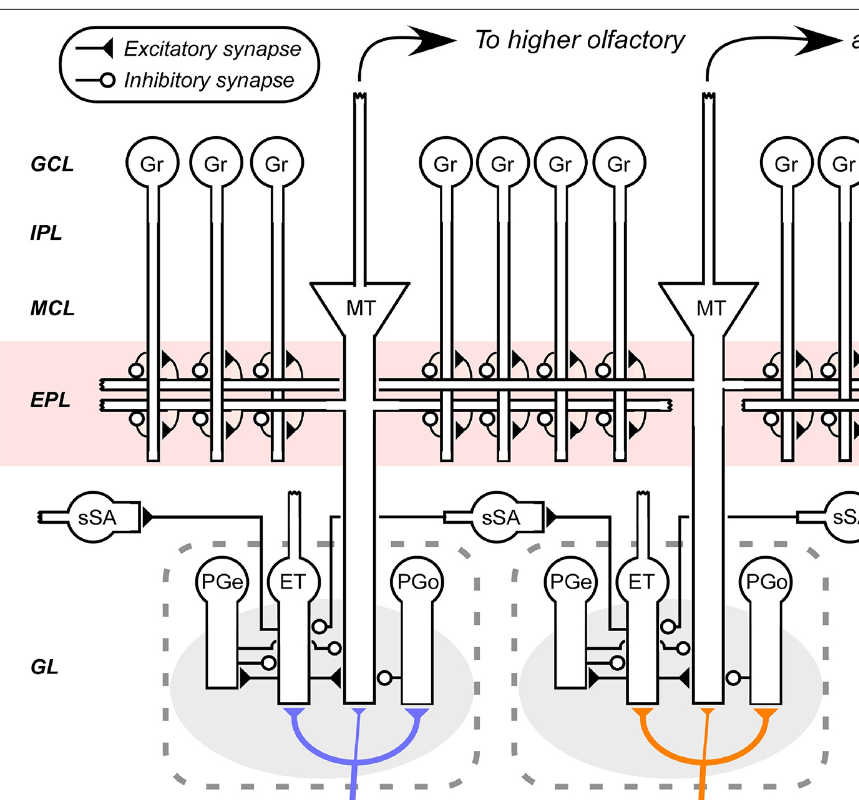 Excitatory synapse
Inhibitory synapse
To higher olfactory
a
GCL
Gr Gr Gr Gr Gr Gr Gr Gr Gr
IPL
MCL
MT MT
EPL
sSA sSA sSA
PGe ET PGo PGe ET PGo
GL